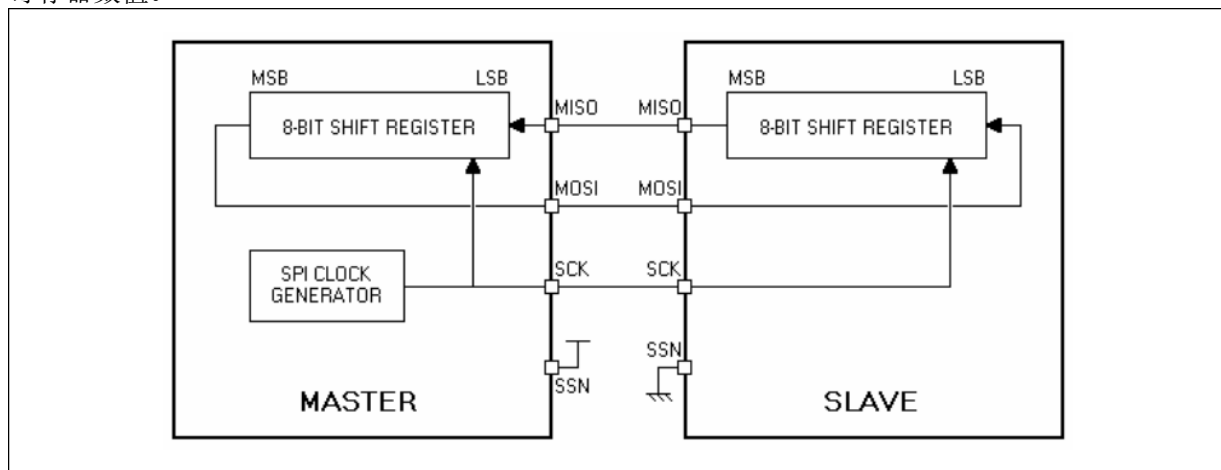 MSB LSB
8-BIT SHIFT REGISTER
MISO
MOSI
SPI CLOCK
GENERATOR
SCK
SSN
MASTER
MSB LSB
MISO
8-BIT SHIFT REGISTER
MOSI
SCK
SSN
SLAVE